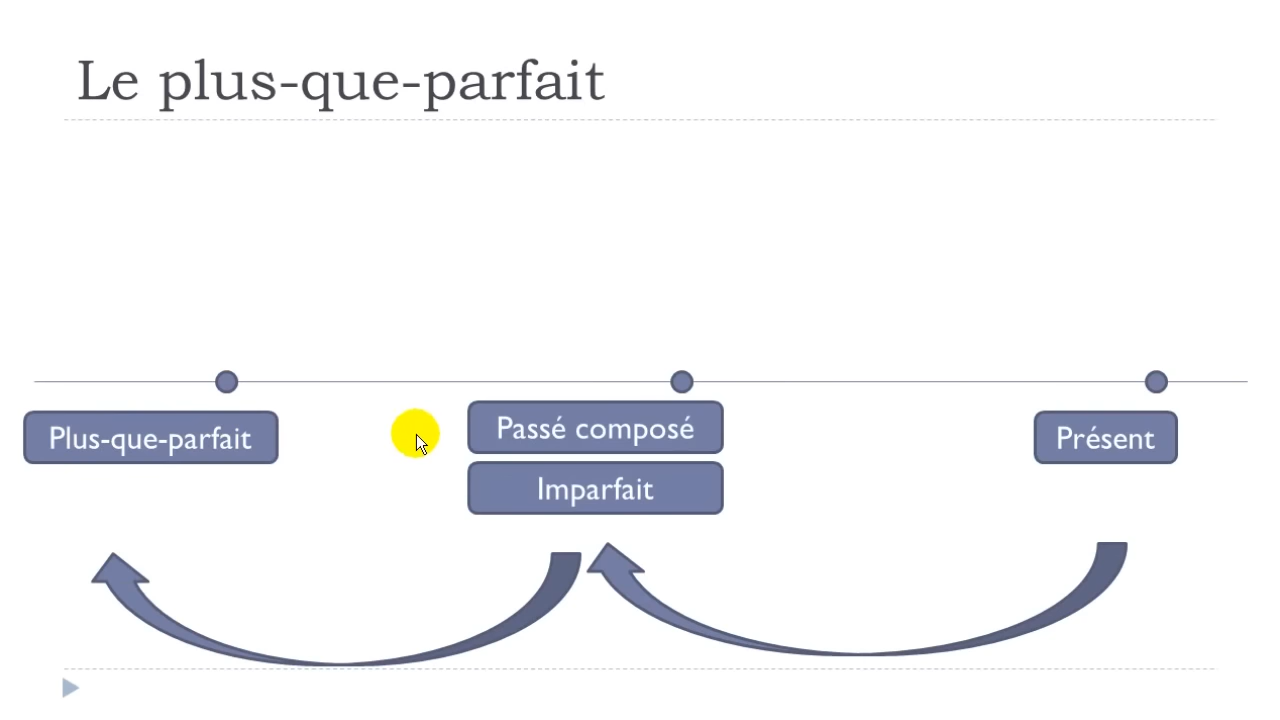 Le plus-que-parfait
Plus-que-parfait
Passé composé
Imparfait
Présent